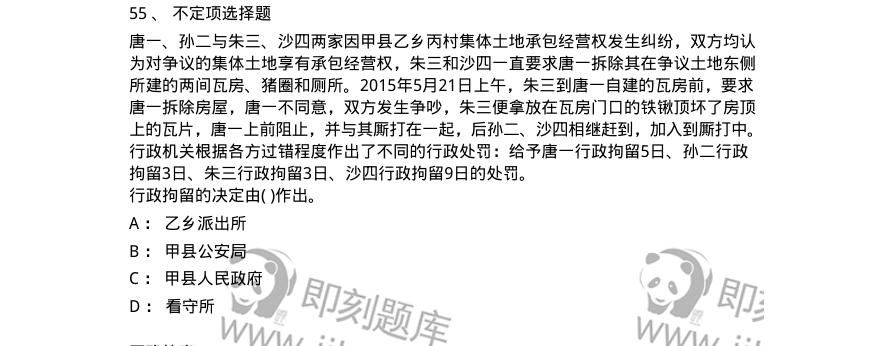 55 、 不定项选择题
唐一、孙二与朱三、沙四两家因甲县乙乡丙村集体土地承包经营权发生纠纷，双方均认
为对争议的集体土地享有承包经营权，朱三和沙四一直要求唐一拆除其在争议土地东侧
所建的两间瓦房、猪圈和厕所。2015年5月21日上午，朱三到唐一自建的瓦房前，要求
唐一拆除房屋，唐一不同意，双方发生争吵，朱三便拿放在瓦房门口的铁锹顶坏了房顶
上的瓦片，唐一上前阻止，并与其厮打在一起，后孙二、沙四相继赶到，加入到厮打中。
行政机关根据各方过错程度作出了不同的行政处罚：给予唐一行政拘留5日、孙二行政
拘留3日、朱三行政拘留3日、沙四行政拘留9日的处罚。
行政拘留的决定由( )作出。
A ： 乙乡派出所
B ： 甲县公安局
C ： 甲县人民政府
D ： 看守所
即刻题库
即